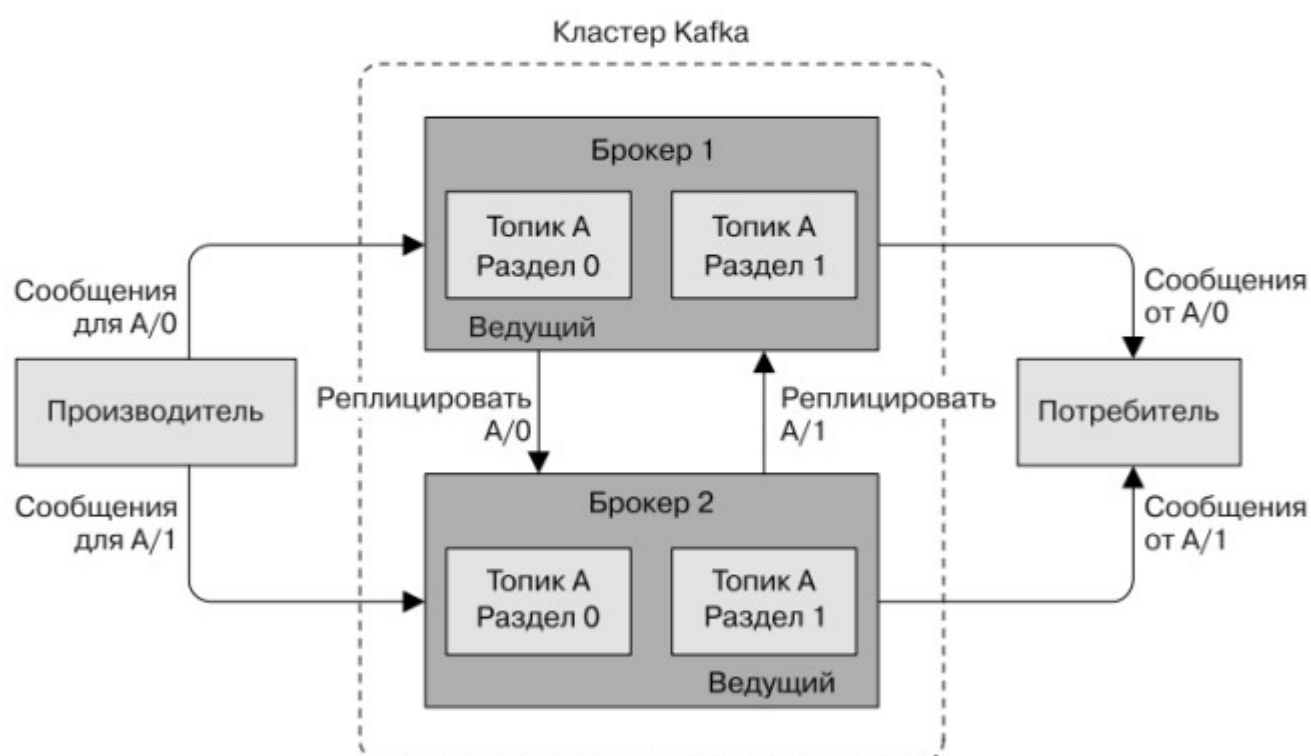 Кластер Kafka
Брокер 1
Топик А
Раздел 0
Топик А
Раздел 1
Ведущий
Сообщения
для А/0
Сообщения
от А/0
Производитель
Реплицировать
А/0
Реплицировать
А/1
Потребитель
Сообщения
для А/1
Сообщения
от А/1
Брокер 2
Топик А
Раздел 0
Топик А
Раздел 1
Ведущий